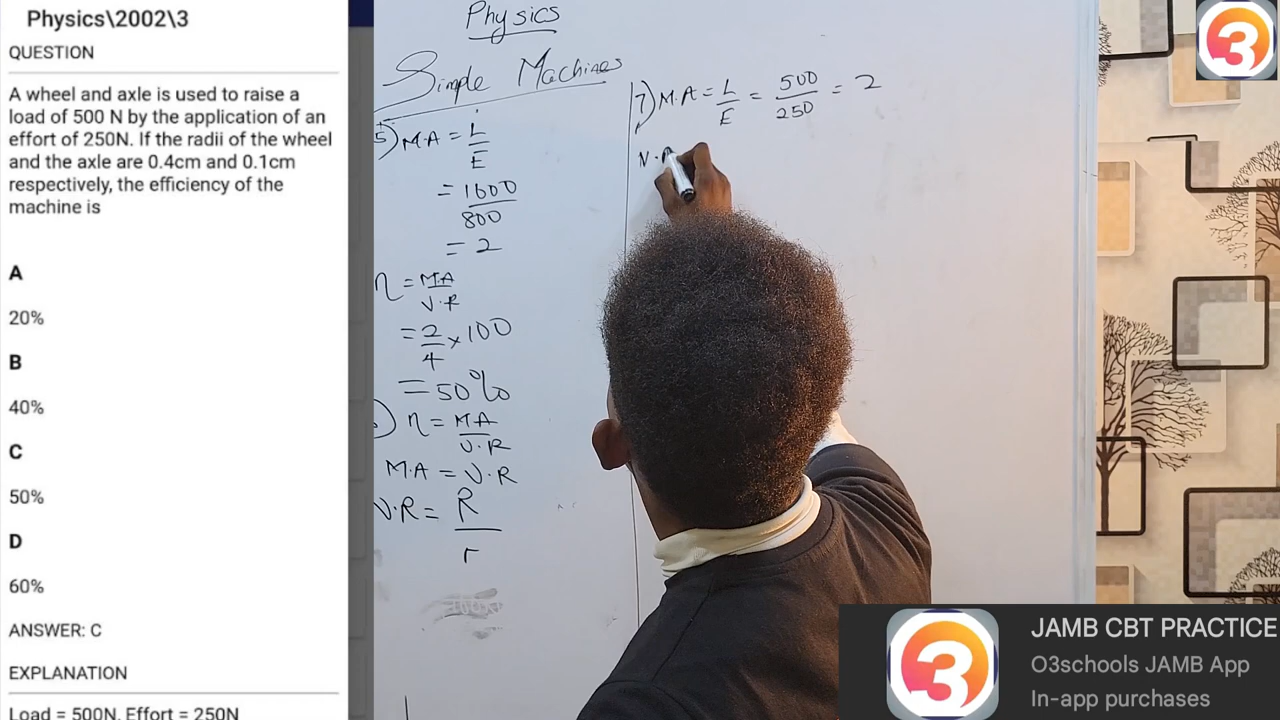 Physics\2002\3
QUESTION
A wheel and axle is used to raise a
load of 500 N by the application of an
effort of 250N. If the radii of the wheel
and the axle are 0.4cm and 0.1cm
respectively, the efficiency of the
machine is
A
20%
B
40%
C
50%
D
60%
ANSWER: C
EXPLANATION
Load = 500N, Effort = 250N
Physics
Simple Machines
5) M.A = L
E
= 1600
800
= 2
η = M.A
V.R
= 2 × 100
4
= 50%
) η = M.A
V.R
M.A = V.R
V.R = R
r
7) M.A = L = 500 = 2
E 250
V.
3
3
JAMB CBT PRACTICE
O3schools JAMB App
In-app purchases